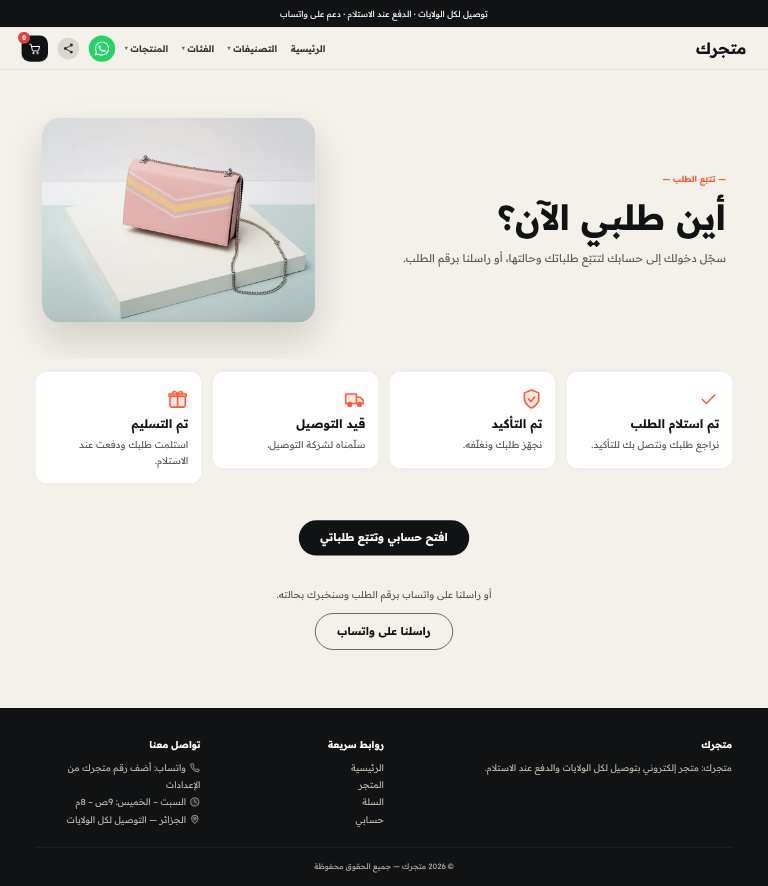 توصيل لكل الولايات · الدفع عند الاستلام · دعم على واتساب
متجرك
الرئيسية
التصنيفات
الفئات
المنتجات
0
— تتبّع الطلب —
أين طلبي الآن؟
سجّل دخولك إلى حسابك لتتبّع طلباتك وحالتها، أو راسلنا برقم الطلب.
تم استلام الطلب
نراجع طلبك ونتصل بك للتأكيد.
تم التأكيد
نجهّز طلبك ونغلّفه.
قيد التوصيل
سلّمناه لشركة التوصيل.
تم التسليم
استلمت طلبك ودفعت عند
الاستلام.
افتح حسابي وتتبّع طلباتي
أو راسلنا على واتساب برقم الطلب وسنخبرك بحالته.
راسلنا على واتساب
متجرك
متجرك: متجر إلكتروني بتوصيل لكل الولايات والدفع عند الاستلام.
روابط سريعة
الرئيسية
المتجر
السلة
حسابي
تواصل معنا
واتساب: أضف رقم متجرك من
الإعدادات
السبت – الخميس: 9ص – 8م
الجزائر — التوصيل لكل الولايات
© 2026 متجرك — جميع الحقوق محفوظة